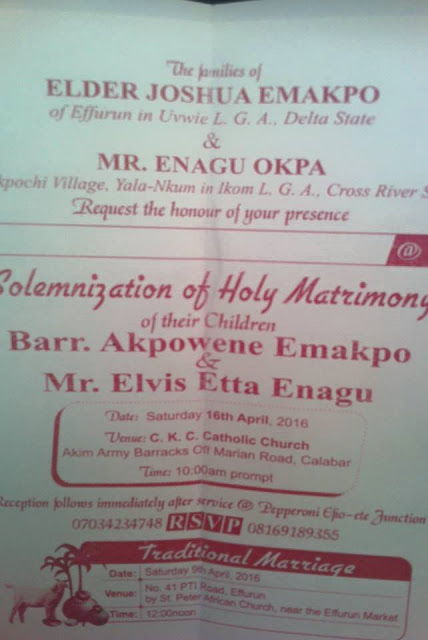 The families of
ELDER JOSHUA EMAKPO
of Effurun in Uvwie L. G. A., Delta State
&
MR. ENAGU OKPA
kpochi Village, Yala-Nkum in Ikom L. G. A., Cross River S
Request the honour of your presence
@
Solemnization of Holy Matrimony
of their Children
Barr. Akpowene Emakpo
&
Mr. Elvis Etta Enagu
Date: Saturday 16th April, 2016
Venue: C. K. C. Catholic Church
Akim Army Barracks Off Marian Road, Calabar
Time: 10:00am prompt
Reception follows immediately after service @ Pepperoni Effio-ete Junction
07034234748 RSVP 08169189355
Traditional Marriage
Date: Saturday 9th April, 2016
Venue: No. 41 PTI Road, Effurun
by St. Peter African Church, near the Effurun Market
Time: 12:00noon